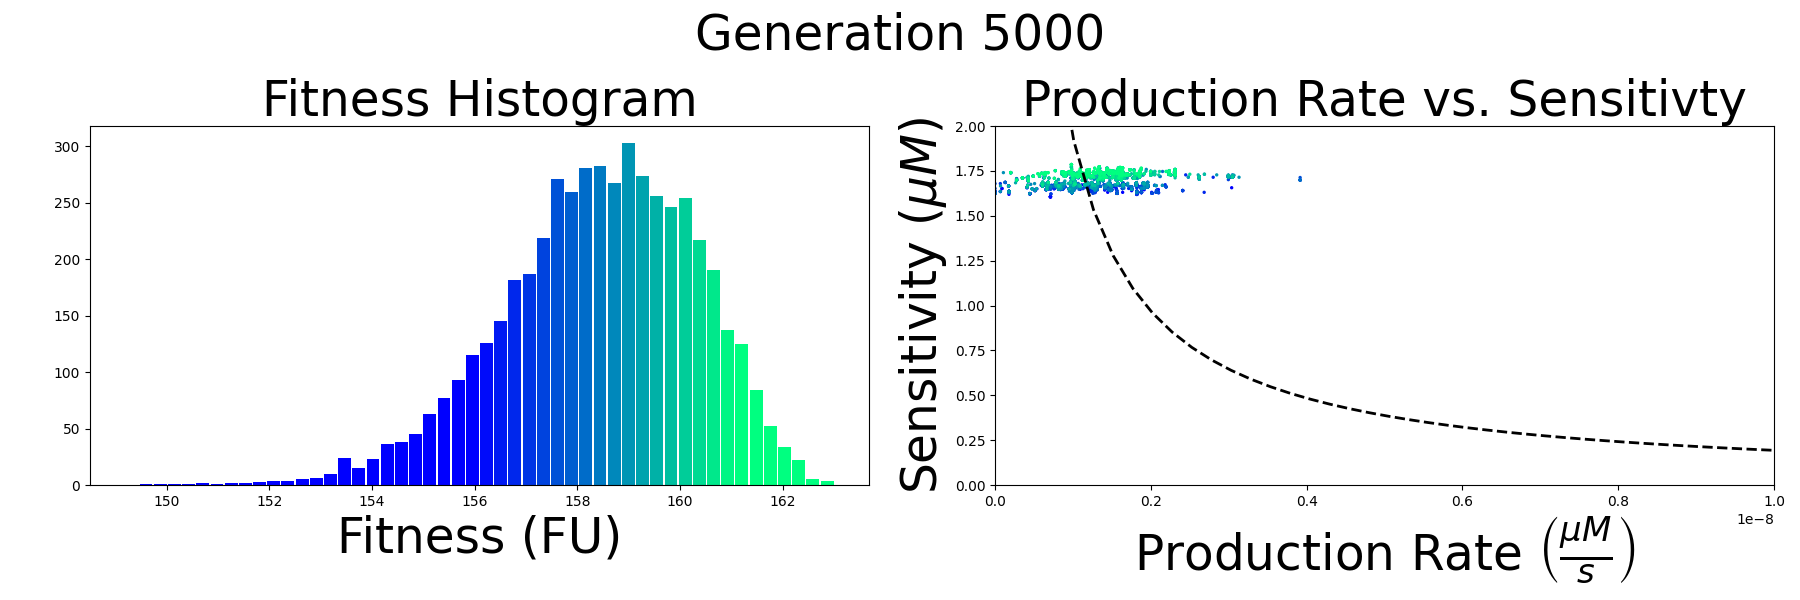 Generation 5000
Fitness Histogram
300
250
200
150
100
50
0
150 152 154 156 158 160 162
Fitness (FU)
Production Rate vs. Sensitivty
Sensitivity (μM)
2.00
1.75
1.50
1.25
1.00
0.75
0.50
0.25
0.00
0.0 0.2 0.4 0.6 0.8 1.0
1e−8
Production Rate (μM/s)